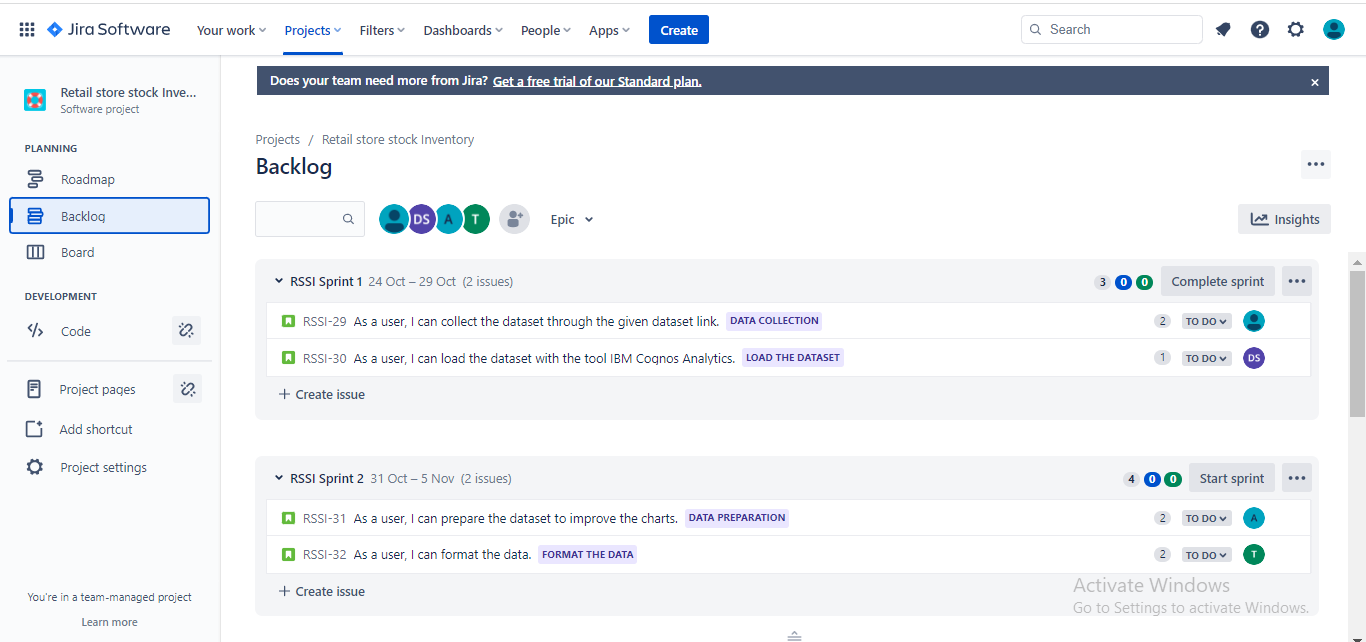 Jira Software Your work Projects Filters Dashboards People Apps Create Search
Does your team need more from Jira? Get a free trial of our Standard plan.
Retail store stock Inve...
Software project
PLANNING
Roadmap
Backlog
Board
DEVELOPMENT
Code
Project pages
Add shortcut
Project settings
You're in a team-managed project
Learn more
Projects / Retail store stock Inventory
Backlog
DS A T Epic Insights
RSSI Sprint 1 24 Oct – 29 Oct (2 issues) 3 0 0 Complete sprint
RSSI-29 As a user, I can collect the dataset through the given dataset link. DATA COLLECTION 2 TO DO
RSSI-30 As a user, I can load the dataset with the tool IBM Cognos Analytics. LOAD THE DATASET 1 TO DO DS
+ Create issue
RSSI Sprint 2 31 Oct – 5 Nov (2 issues) 4 0 0 Start sprint
RSSI-31 As a user, I can prepare the dataset to improve the charts. DATA PREPARATION 2 TO DO A
RSSI-32 As a user, I can format the data. FORMAT THE DATA 2 TO DO T
+ Create issue
Activate Windows
Go to Settings to activate Windows.